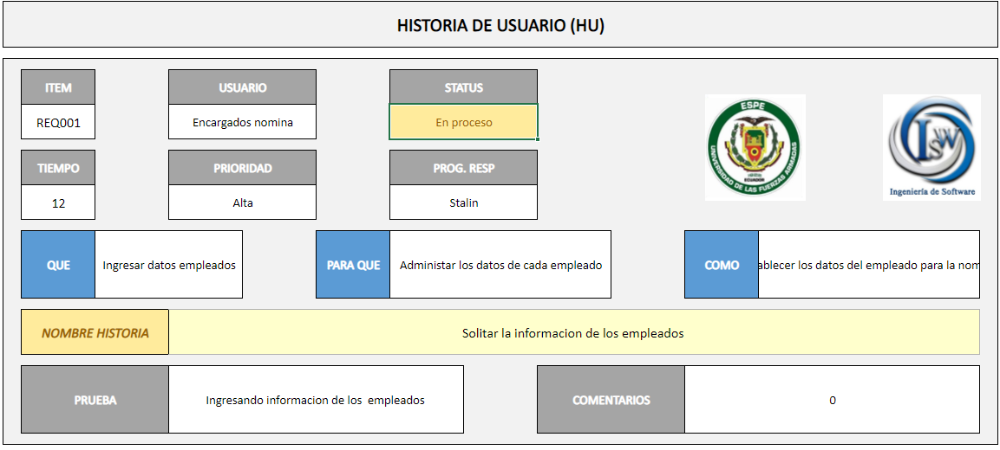 HISTORIA DE USUARIO (HU)
ITEM USUARIO STATUS
REQ001 Encargados nomina En proceso
TIEMPO PRIORIDAD PROG. RESP
12 Alta Stalin
ESPE
UNIVERSIDAD DE LAS FUERZAS ARMADAS
ECUADOR
ISW
Ingeniería de Software
QUE Ingresar datos empleados PARA QUE Administar los datos de cada empleado COMO ablecer los datos del empleado para la nom
NOMBRE HISTORIA Solitar la informacion de los empleados
PRUEBA Ingresando informacion de los empleados COMENTARIOS 0